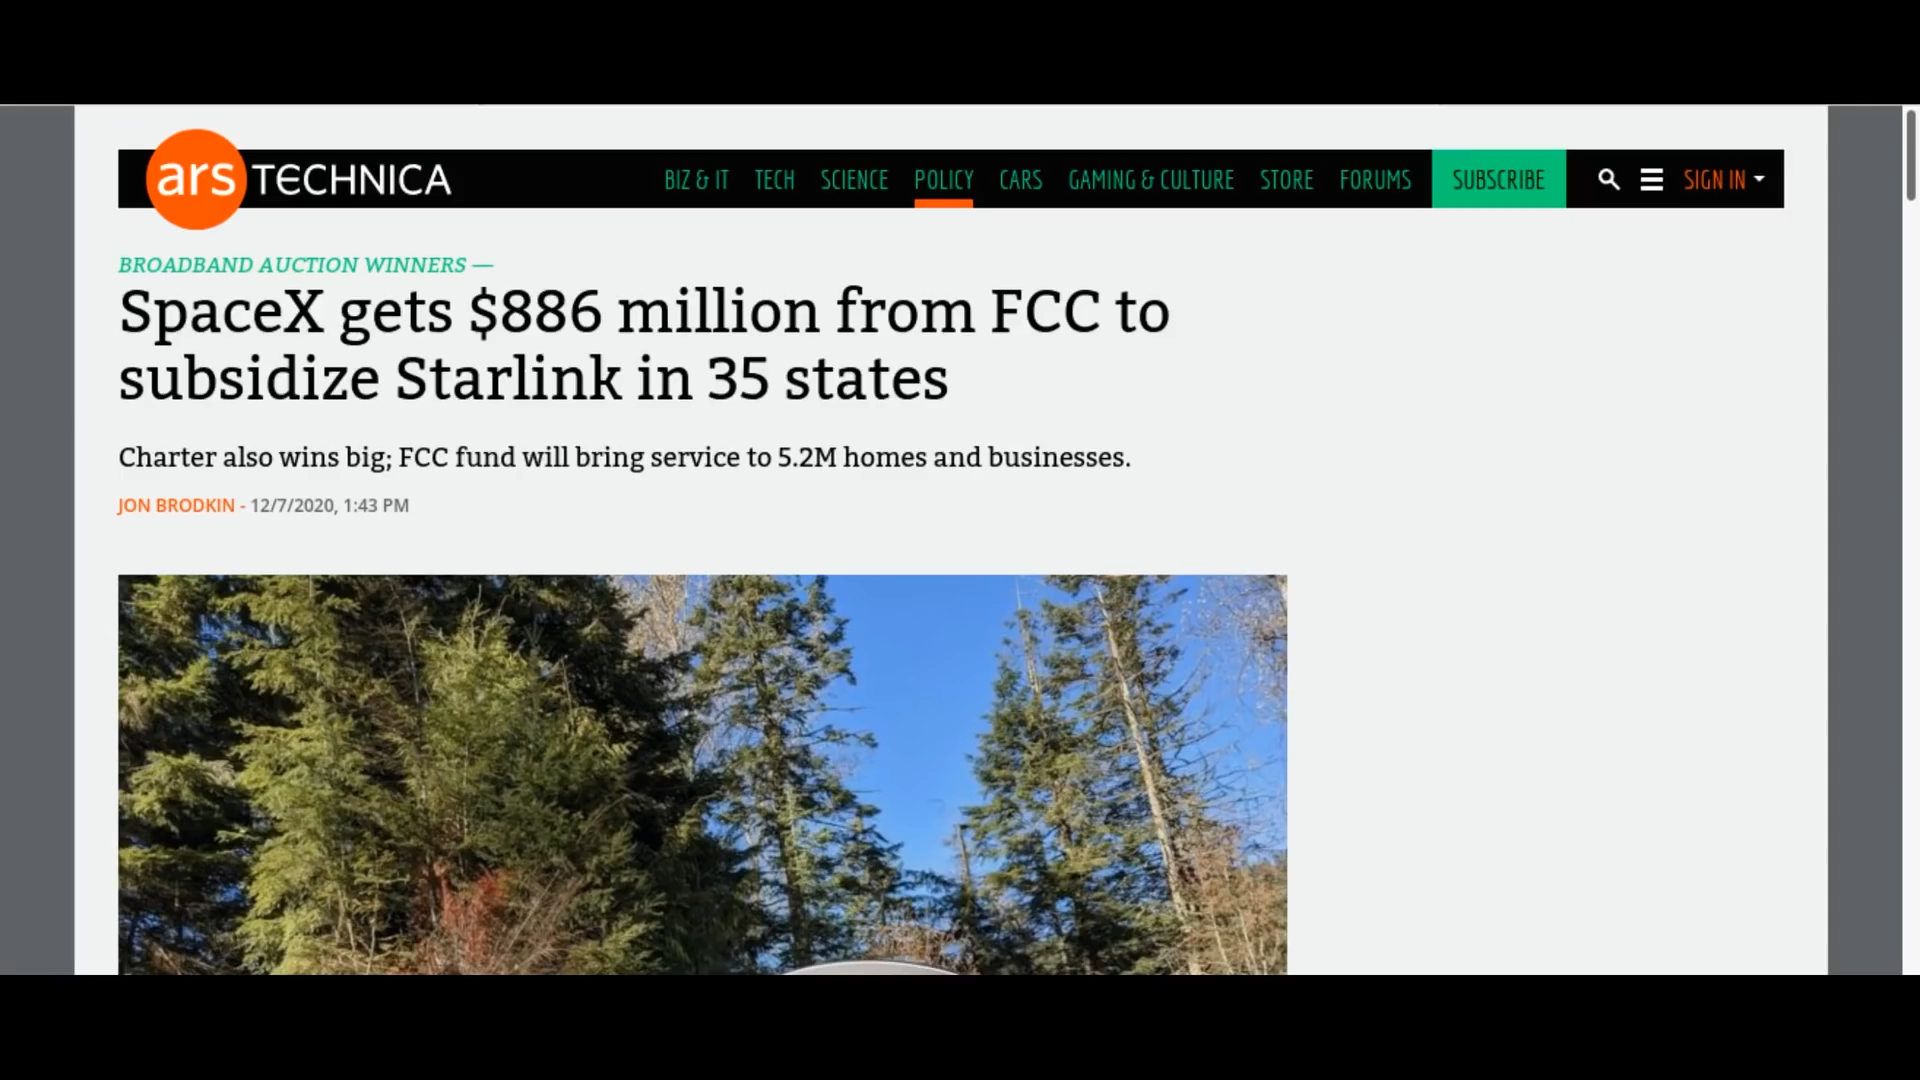 ars TECHNICA
BIZ & IT TECH SCIENCE POLICY CARS GAMING & CULTURE STORE FORUMS SUBSCRIBE SIGN IN
BROADBAND AUCTION WINNERS —
SpaceX gets $886 million from FCC to
subsidize Starlink in 35 states
Charter also wins big; FCC fund will bring service to 5.2M homes and businesses.
JON BRODKIN - 12/7/2020, 1:43 PM